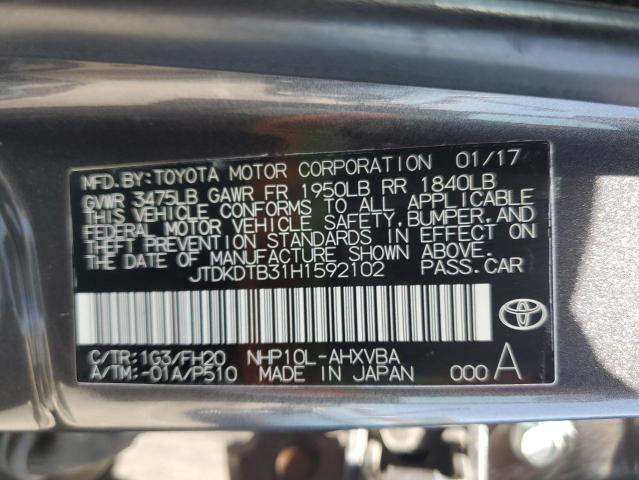 MFD.BY:TOYOTA MOTOR CORPORATION 01/17
GVWR 3475LB GAWR FR 1950LB RR 1840LB
THIS VEHICLE CONFORMS TO ALL APPLICABLE
FEDERAL MOTOR VEHICLE SAFETY, BUMPER, AND
THEFT PREVENTION STANDARDS IN EFFECT ON
THE DATE OF MANUFACTURE SHOWN ABOVE.
JTDKDTB31H1592102 PASS.CAR
C/TR:1G3/FH20 NHP10L-AHXVBA
A/TM:-01A/P510 MADE IN JAPAN 000 A